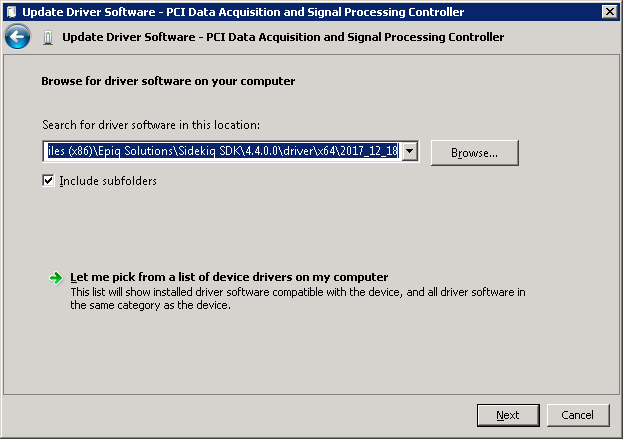 Update Driver Software - PCI Data Acquisition and Signal Processing Controller
Update Driver Software - PCI Data Acquisition and Signal Processing Controller
Browse for driver software on your computer
Search for driver software in this location:
iles (x86)\Epiq Solutions\Sidekiq SDK\4.4.0.0\driver\x64\2017_12_18
Browse...
Include subfolders
Let me pick from a list of device drivers on my computer
This list will show installed driver software compatible with the device, and all driver software in
the same category as the device.
Next
Cancel